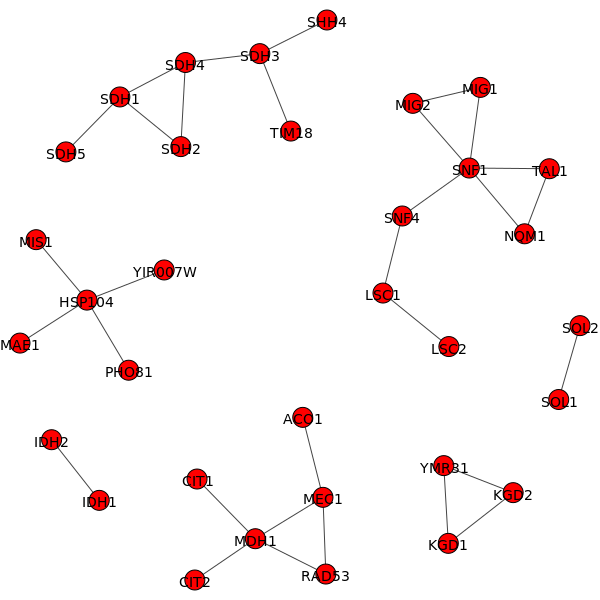 SHH4
SDH4
SDH3
MIG1
SDH1
MIG2
TIM18
SDH5
SDH2
SNF1
TAL1
SNF4
NQM1
MIS1
YIR007W
HSP104
LSC1
SOL2
MAE1
LSC2
PHO81
SOL1
ACO1
IDH2
YMR31
CIT1
KGD2
IDH1
MEC1
MDH1
KGD1
CIT2
RAD53